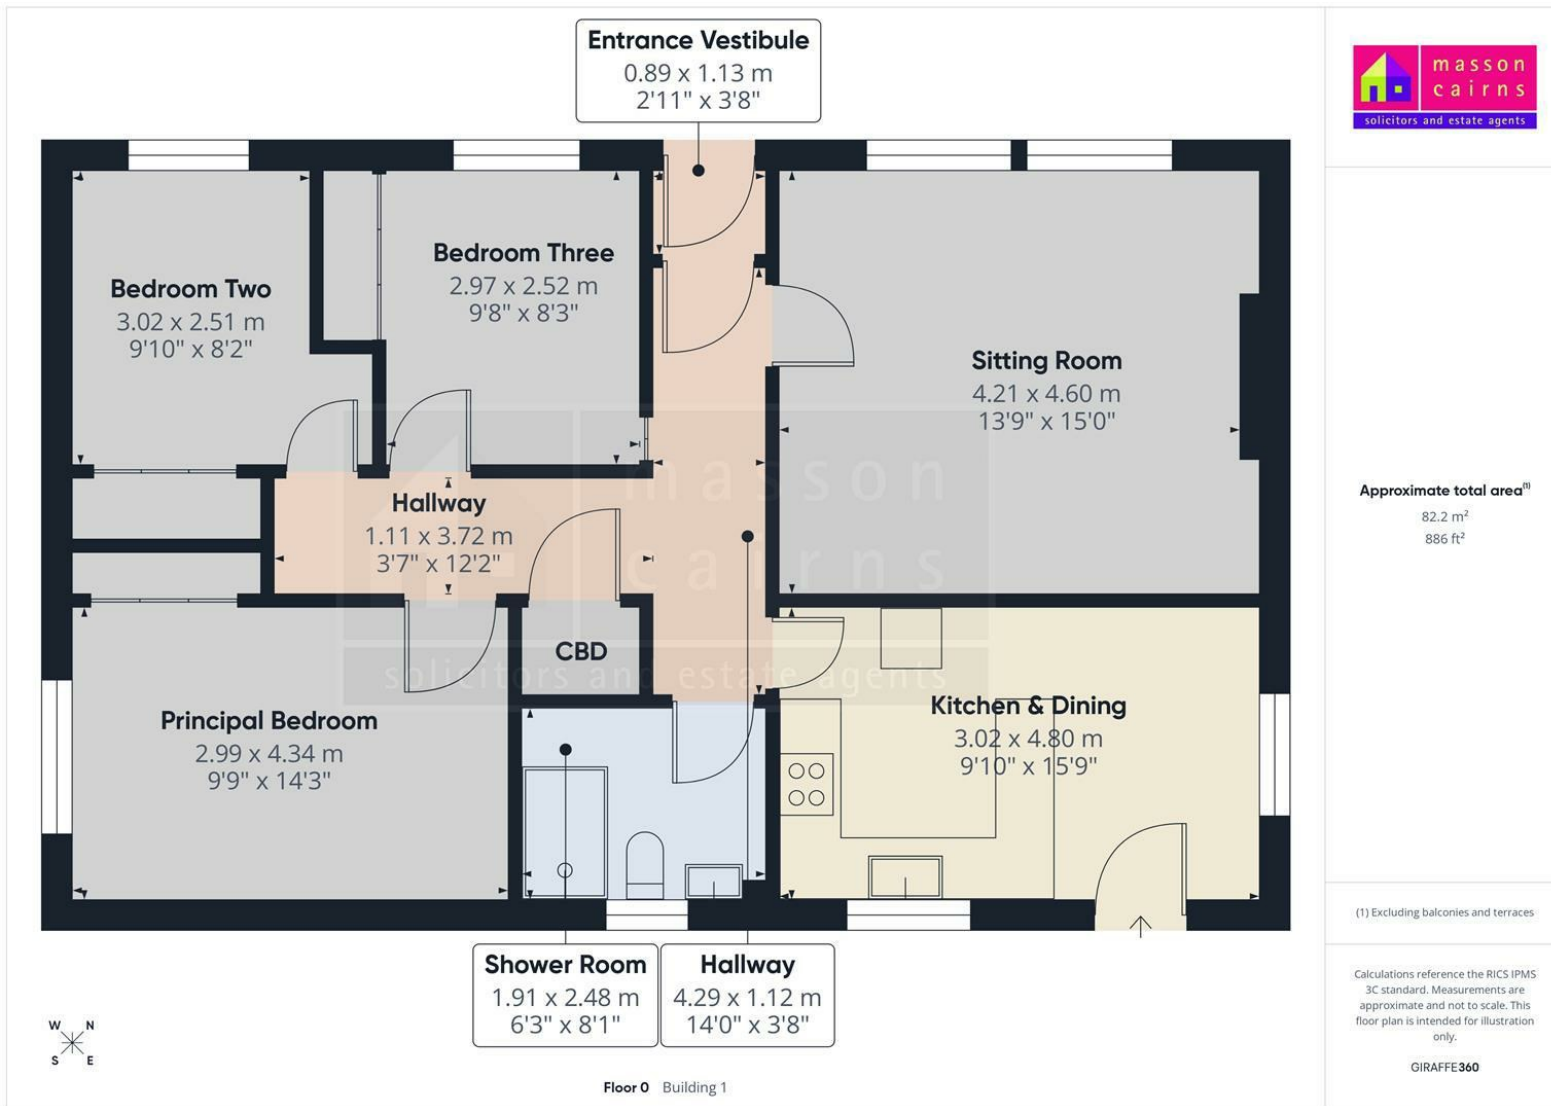 Entrance Vestibule
0.89 x 1.13 m
2'11" x 3'8"
masson
cairns
solicitors and estate agents
Bedroom Two
3.02 x 2.51 m
9'10" x 8'2"
Bedroom Three
2.97 x 2.52 m
9'8" x 8'3"
Sitting Room
4.21 x 4.60 m
13'9" x 15'0"
Hallway
1.11 x 3.72 m
3'7" x 12'2"
masson
cairns
solicitors and estate agents
CBD
Principal Bedroom
2.99 x 4.34 m
9'9" x 14'3"
Kitchen & Dining
3.02 x 4.80 m
9'10" x 15'9"
Shower Room
1.91 x 2.48 m
6'3" x 8'1"
Hallway
4.29 x 1.12 m
14'0" x 3'8"
W N
S E
Floor 0 Building 1
Approximate total area(1)
82.2 m²
886 ft²
(1) Excluding balconies and terraces
Calculations reference the RICS IPMS
3C standard. Measurements are
approximate and not to scale. This
floor plan is intended for illustration
only.
GIRAFFE360